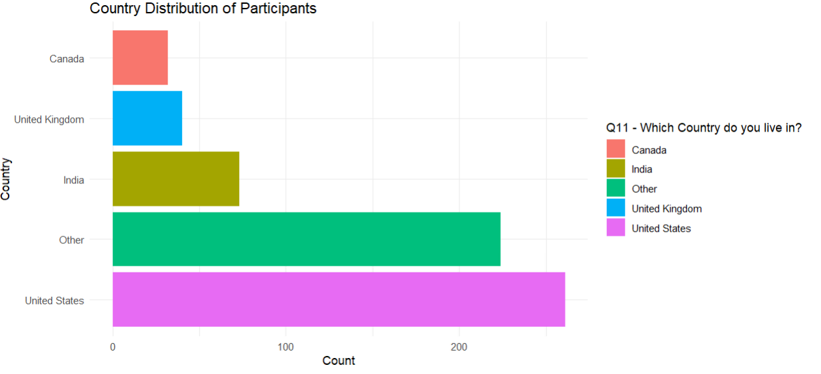 Country Distribution of Participants
Country
Canada
United Kingdom
India
Other
United States
0
100
200
Count
Q11 - Which Country do you live in?
Canada
India
Other
United Kingdom
United States